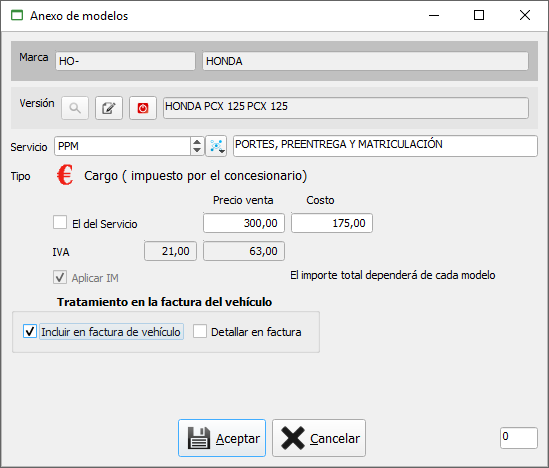 Anexo de modelos
Marca HO- HONDA
Versión HONDA PCX 125 PCX 125
Servicio PPM PORTES, PREENTREGA Y MATRICULACIÓN
Tipo € Cargo ( impuesto por el concesionario)
Precio venta Costo
El del Servicio 300,00 175,00
IVA 21,00 63,00
Aplicar IM El importe total dependerá de cada modelo
Tratamiento en la factura del vehículo
Incluir en factura de vehículo Detallar en factura
Aceptar Cancelar 0